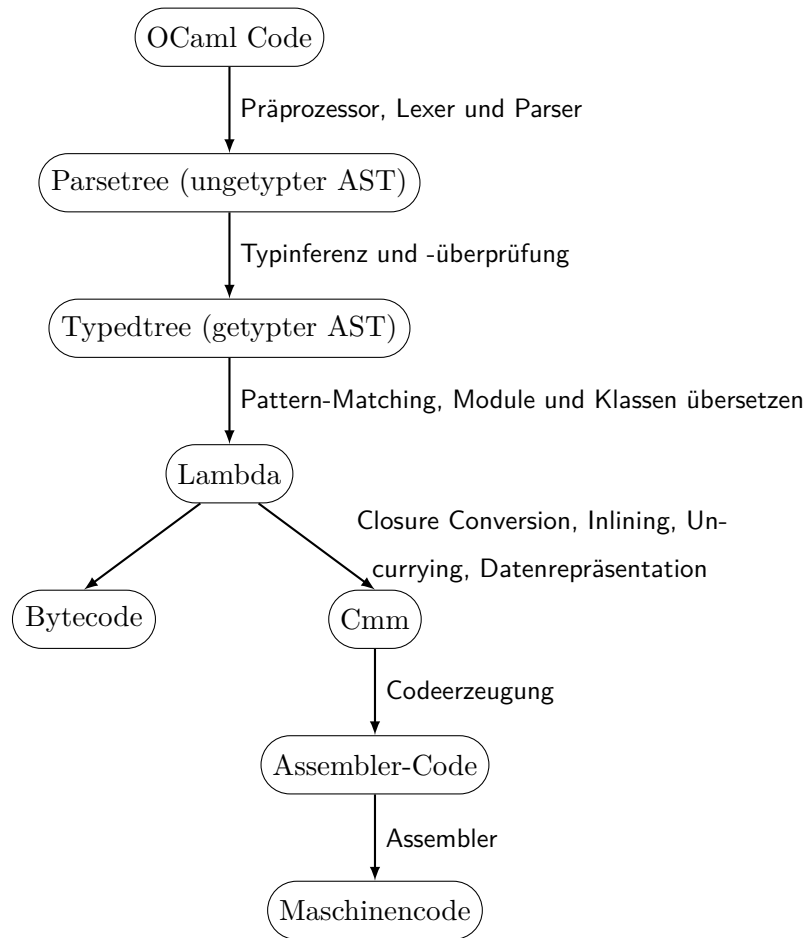 OCaml Code
Präprozessor, Lexer und Parser
Parsetree (ungetypter AST)
Typinferenz und -überprüfung
Typedtree (getypter AST)
Pattern-Matching, Module und Klassen übersetzen
Lambda
Closure Conversion, Inlining, Un-
currying, Datenrepräsentation
Bytecode
Cmm
Codeerzeugung
Assembler-Code
Assembler
Maschinencode